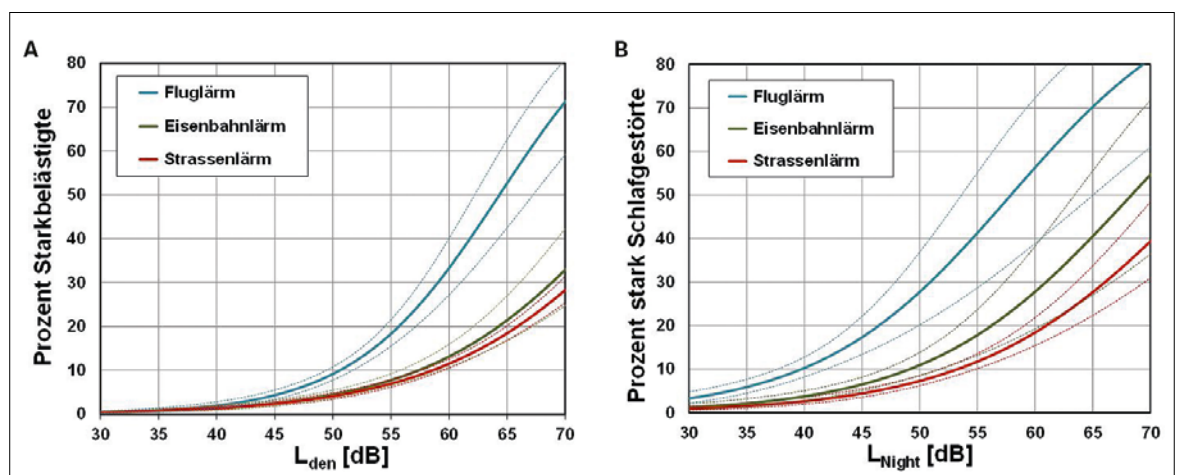 A
Prozent Starkbelästigte
80
70
60
50
40
30
20
10
0
Fluglärm
Eisenbahnlärm
Strassenlärm
30 35 40 45 50 55 60 65 70
Lden [dB]
B
Prozent stark Schlafgestörte
80
70
60
50
40
30
20
10
0
Fluglärm
Eisenbahnlärm
Strassenlärm
30 35 40 45 50 55 60 65 70
LNight [dB]